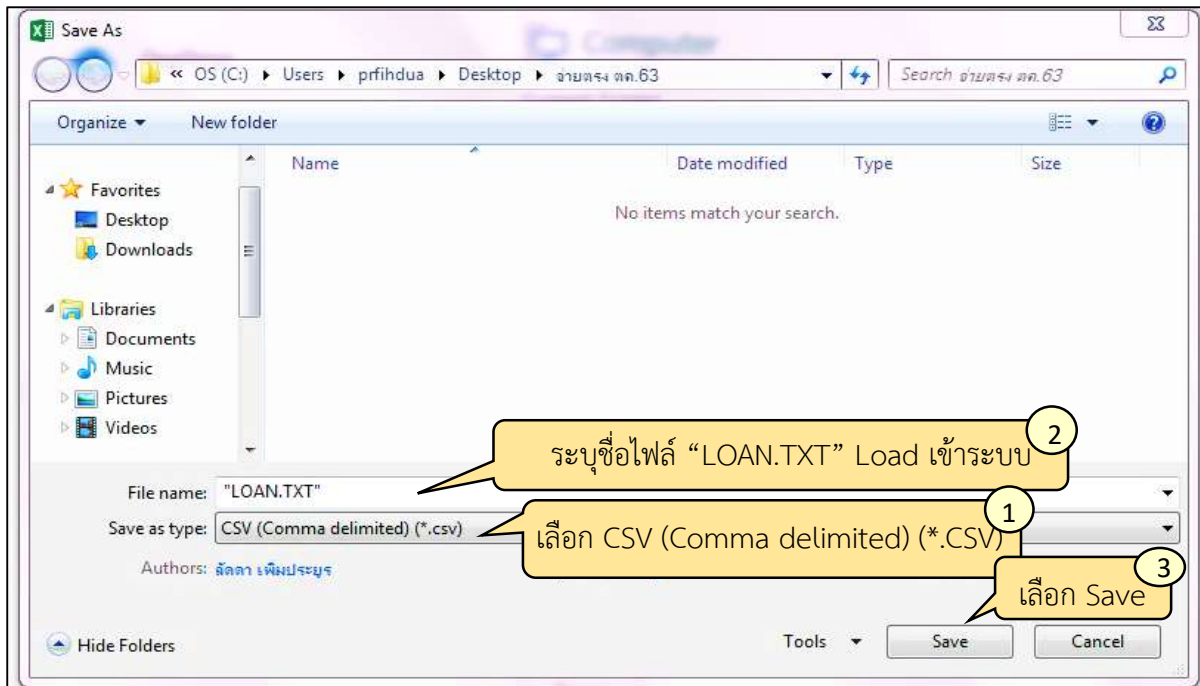 Save As
« OS (C:) ▸ Users ▸ prfihdua ▸ Desktop ▸ จ่ายตรง ตค.63
Search จ่ายตรง ตค.63
Organize
New folder
Name
Date modified
Type
Size
Favorites
Desktop
Downloads
Libraries
Documents
Music
Pictures
Videos
No items match your search.
2
ระบุชื่อไฟล์ “LOAN.TXT” Load เข้าระบบ
File name: "LOAN.TXT"
1
Save as type: CSV (Comma delimited) (*.csv)
เลือก CSV (Comma delimited) (*.CSV)
Authors: ลัดดา เพิ่มประยูร
3
เลือก Save
Hide Folders
Tools
Save
Cancel